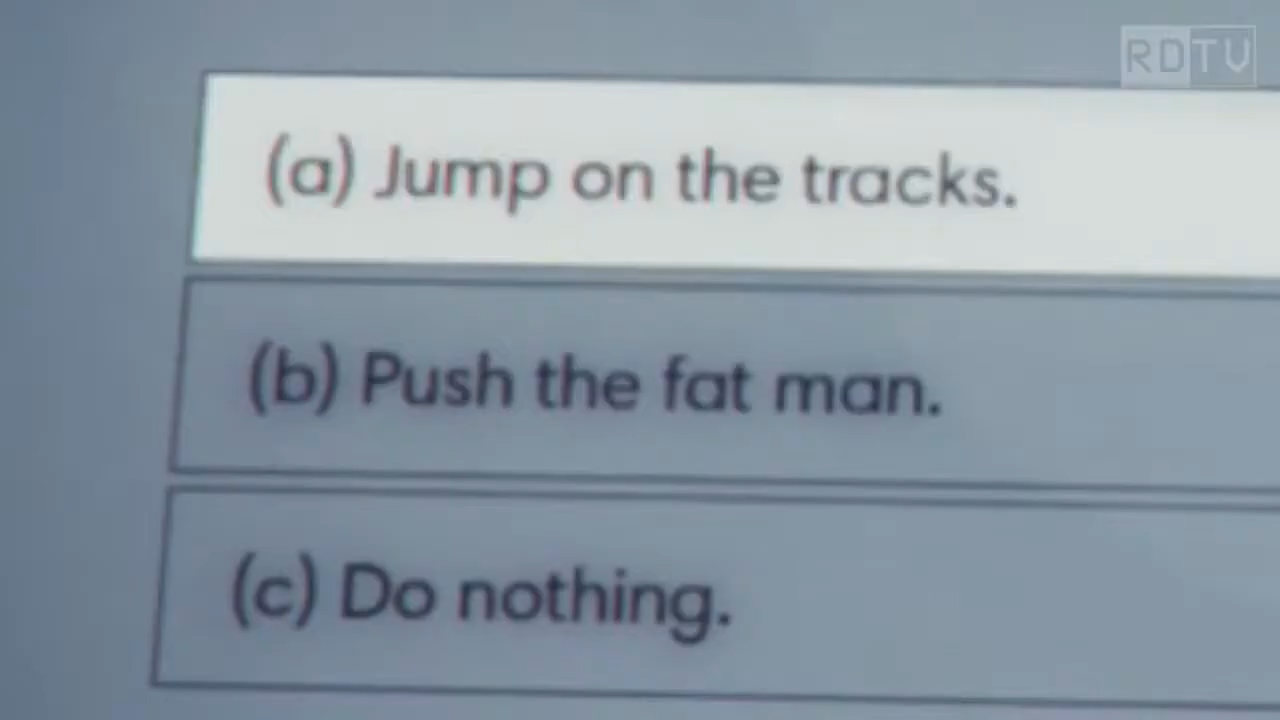 RDTV
(a) Jump on the tracks.
(b) Push the fat man.
(c) Do nothing.